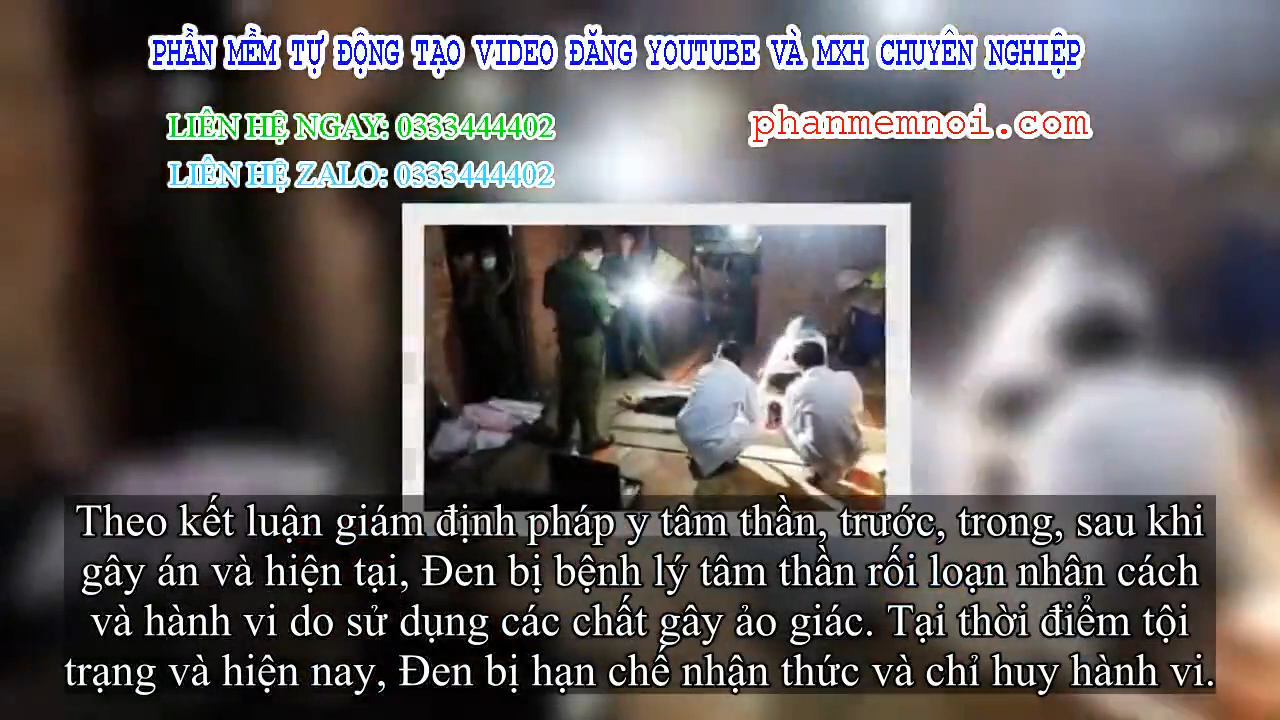 PHẦN MỀM TỰ ĐỘNG TẠO VIDEO ĐĂNG YOUTUBE VÀ MXH CHUYÊN NGHIỆP
LIÊN HỆ NGAY: 0333444402
phanmemnoi.com
LIÊN HỆ ZALO: 0333444402
Theo kết luận giám định pháp y tâm thần, trước, trong, sau khi
gây án và hiện tại, Đen bị bệnh lý tâm thần rối loạn nhân cách
và hành vi do sử dụng các chất gây ảo giác. Tại thời điểm tội
trạng và hiện nay, Đen bị hạn chế nhận thức và chỉ huy hành vi.